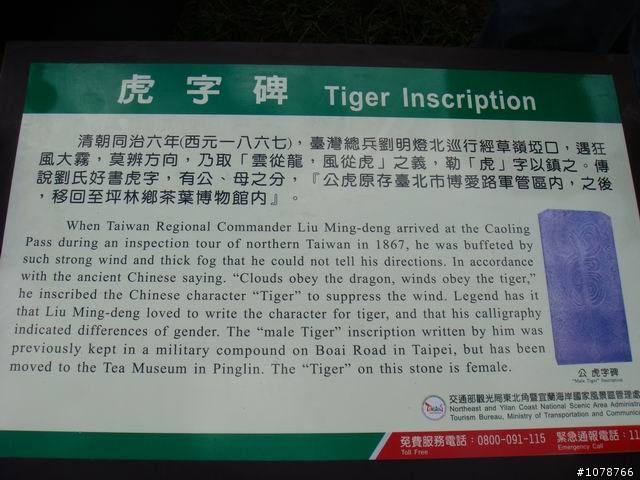 虎字碑 Tiger Inscription
清朝同治六年(西元一八六七)，臺灣總兵劉明燈北巡行經草嶺埡口，遇狂
風大霧，莫辨方向，乃取「雲從龍，風從虎」之義，勒「虎」字以鎮之。傳
說劉氏好書虎字，有公、母之分，『公虎原存臺北市博愛路軍管區內，之後
，移回至坪林鄉茶葉博物館內』。
When Taiwan Regional Commander Liu Ming-deng arrived at the Caoling
Pass during an inspection tour of northern Taiwan in 1867, he was buffeted by
such strong wind and thick fog that he could not tell his directions. In accordance
with the ancient Chinese saying. “Clouds obey the dragon, winds obey the tiger,”
he inscribed the Chinese character “Tiger” to suppress the wind. Legend has it
that Liu Ming-deng loved to write the character for tiger, and that his calligraphy
indicated differences of gender. The “male Tiger” inscription written by him was
previously kept in a military compound on Boai Road in Taipei, but has been
moved to the Tea Museum in Pinglin. The “Tiger” on this stone is female.
公 虎字碑
"Male Tiger" Inscription
交通部觀光局東北角暨宜蘭海岸國家風景區管理處
Northeast and Yilan Coast National Scenic Area Administra
Tourism Bureau, Ministry of Transportation and Communic
免費服務電話：0800-091-115 緊急通報電話：11
Toll Free Emergency Call
#1078766